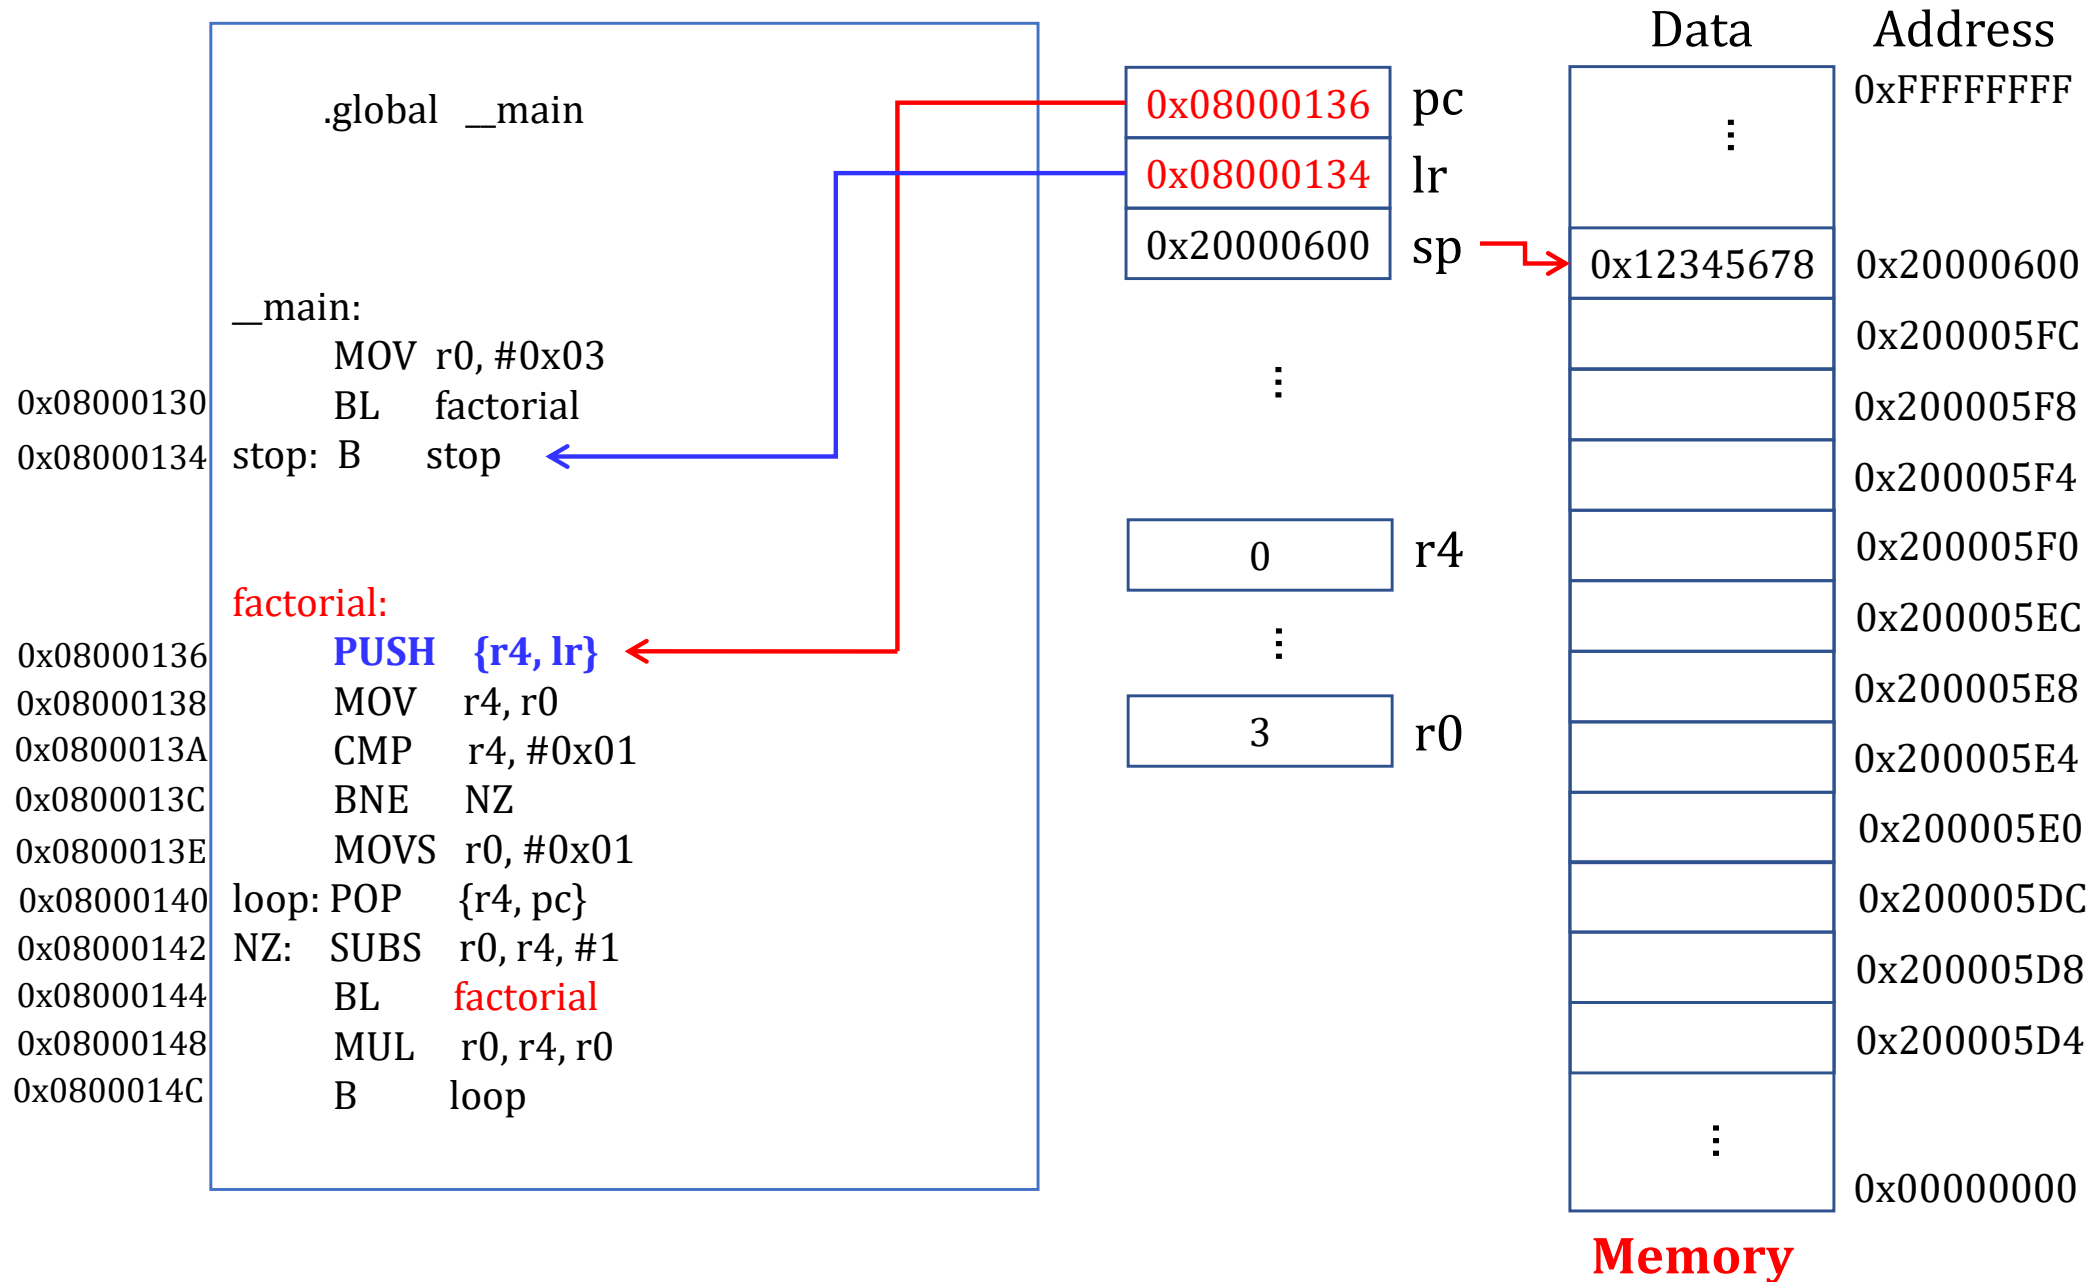 .global __main
__main:
MOV r0, #0x03
0x08000130 BL factorial
0x08000134 stop: B stop
factorial:
0x08000136 PUSH {r4, lr}
0x08000138 MOV r4, r0
0x0800013A CMP r4, #0x01
0x0800013C BNE NZ
0x0800013E MOVS r0, #0x01
0x08000140 loop: POP {r4, pc}
0x08000142 NZ: SUBS r0, r4, #1
0x08000144 BL factorial
0x08000148 MUL r0, r4, r0
0x0800014C B loop
0x08000136 pc
0x08000134 lr
0x20000600 sp
...
0 r4
...
3 r0
Data Address
0xFFFFFFFF
...
0x12345678 0x20000600
0x200005FC
0x200005F8
0x200005F4
0x200005F0
0x200005EC
0x200005E8
0x200005E4
0x200005E0
0x200005DC
0x200005D8
0x200005D4
...
0x00000000
Memory